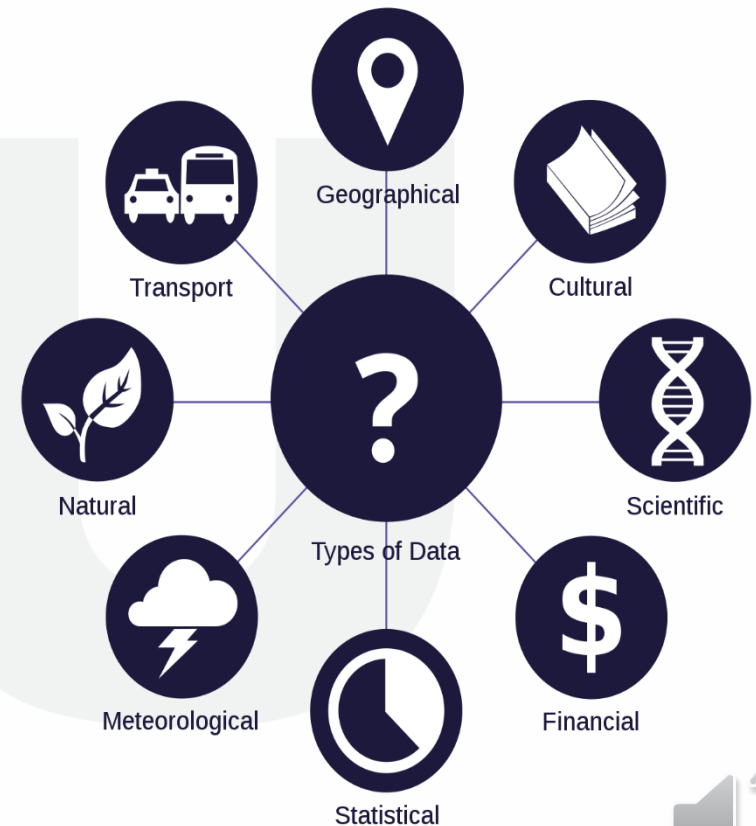 Geographical
Transport
Cultural
?
Natural
Scientific
Types of Data
$
Meteorological
Financial
Statistical